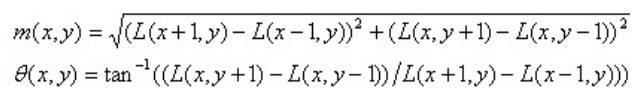 m(x,y) = √(L(x+1,y) − L(x−1,y))² + (L(x,y+1) − L(x,y−1))²
θ(x,y) = tan⁻¹((L(x,y+1) − L(x,y−1))/L(x+1,y) − L(x−1,y)))